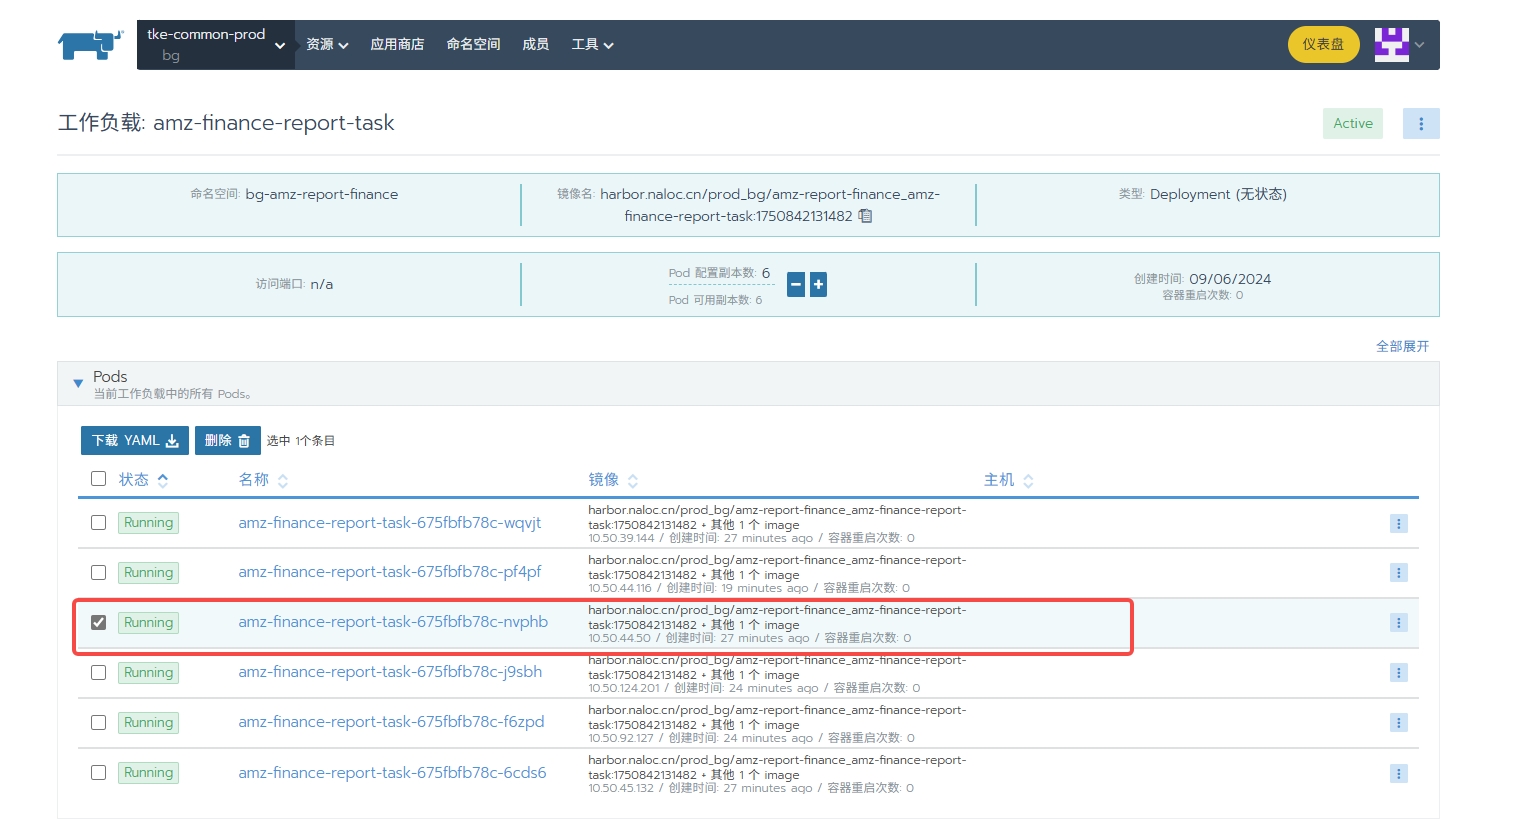 tke-common-prod
bg
资源
应用商店
命名空间
成员
工具
仪表盘
工作负载: amz-finance-report-task
Active
命名空间: bg-amz-report-finance
镜像名: harbor.naloc.cn/prod_bg/amz-report-finance_amz-
finance-report-task:1750842131482
类型: Deployment (无状态)
访问端口: n/a
Pod 配置副本数: 6
Pod 可用副本数: 6
创建时间: 09/06/2024
容器重启次数: 0
全部展开
Pods
当前工作负载中的所有 Pods。
下载 YAML
删除
选中 1个条目
状态
名称
镜像
主机
Running
amz-finance-report-task-675fbfb78c-wqvjt
harbor.naloc.cn/prod_bg/amz-report-finance_amz-finance-report-
task:1750842131482 + 其他 1 个 image
10.50.39.144 / 创建时间: 27 minutes ago / 容器重启次数: 0
Running
amz-finance-report-task-675fbfb78c-pf4pf
harbor.naloc.cn/prod_bg/amz-report-finance_amz-finance-report-
task:1750842131482 + 其他 1 个 image
10.50.44.116 / 创建时间: 19 minutes ago / 容器重启次数: 0
Running
amz-finance-report-task-675fbfb78c-nvphb
harbor.naloc.cn/prod_bg/amz-report-finance_amz-finance-report-
task:1750842131482 + 其他 1 个 image
10.50.44.50 / 创建时间: 27 minutes ago / 容器重启次数: 0
Running
amz-finance-report-task-675fbfb78c-j9sbh
harbor.naloc.cn/prod_bg/amz-report-finance_amz-finance-report-
task:1750842131482 + 其他 1 个 image
10.50.124.201 / 创建时间: 24 minutes ago / 容器重启次数: 0
Running
amz-finance-report-task-675fbfb78c-f6zpd
harbor.naloc.cn/prod_bg/amz-report-finance_amz-finance-report-
task:1750842131482 + 其他 1 个 image
10.50.92.127 / 创建时间: 24 minutes ago / 容器重启次数: 0
Running
amz-finance-report-task-675fbfb78c-6cds6
harbor.naloc.cn/prod_bg/amz-report-finance_amz-finance-report-
task:1750842131482 + 其他 1 个 image
10.50.45.132 / 创建时间: 27 minutes ago / 容器重启次数: 0